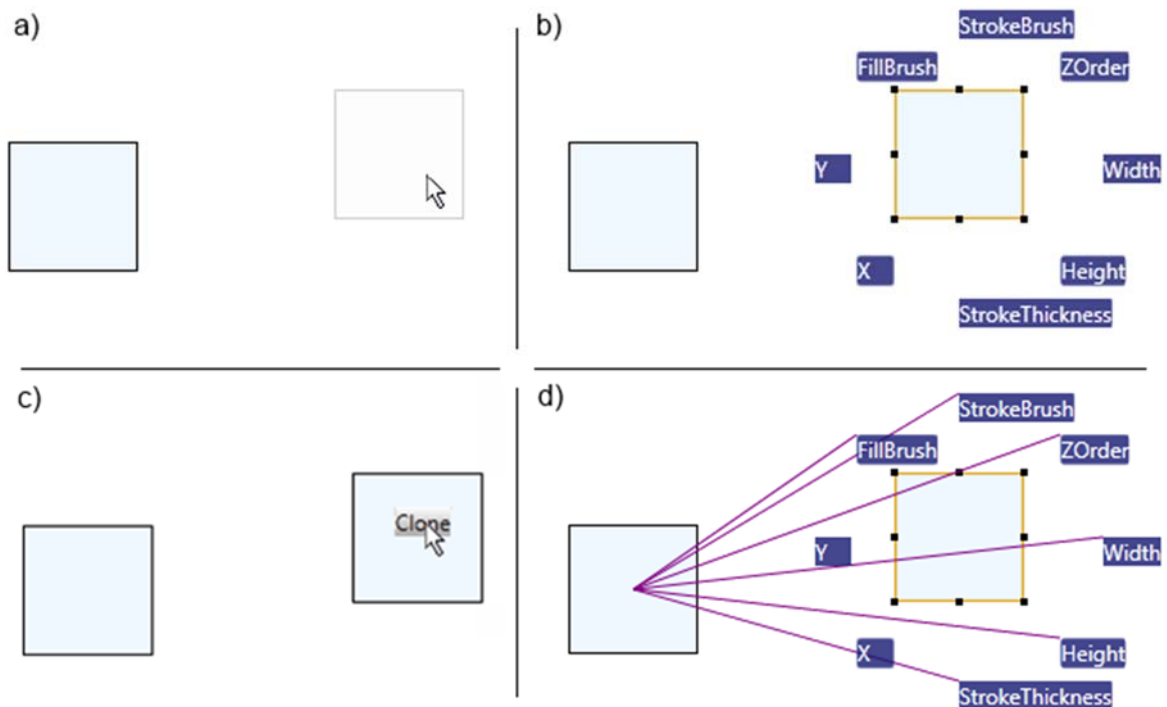 a)
b)
StrokeBrush
FillBrush
ZOrder
Y
Width
X
Height
StrokeThickness
c)
Clone
d)
StrokeBrush
FillBrush
ZOrder
Y
Width
X
Height
StrokeThickness